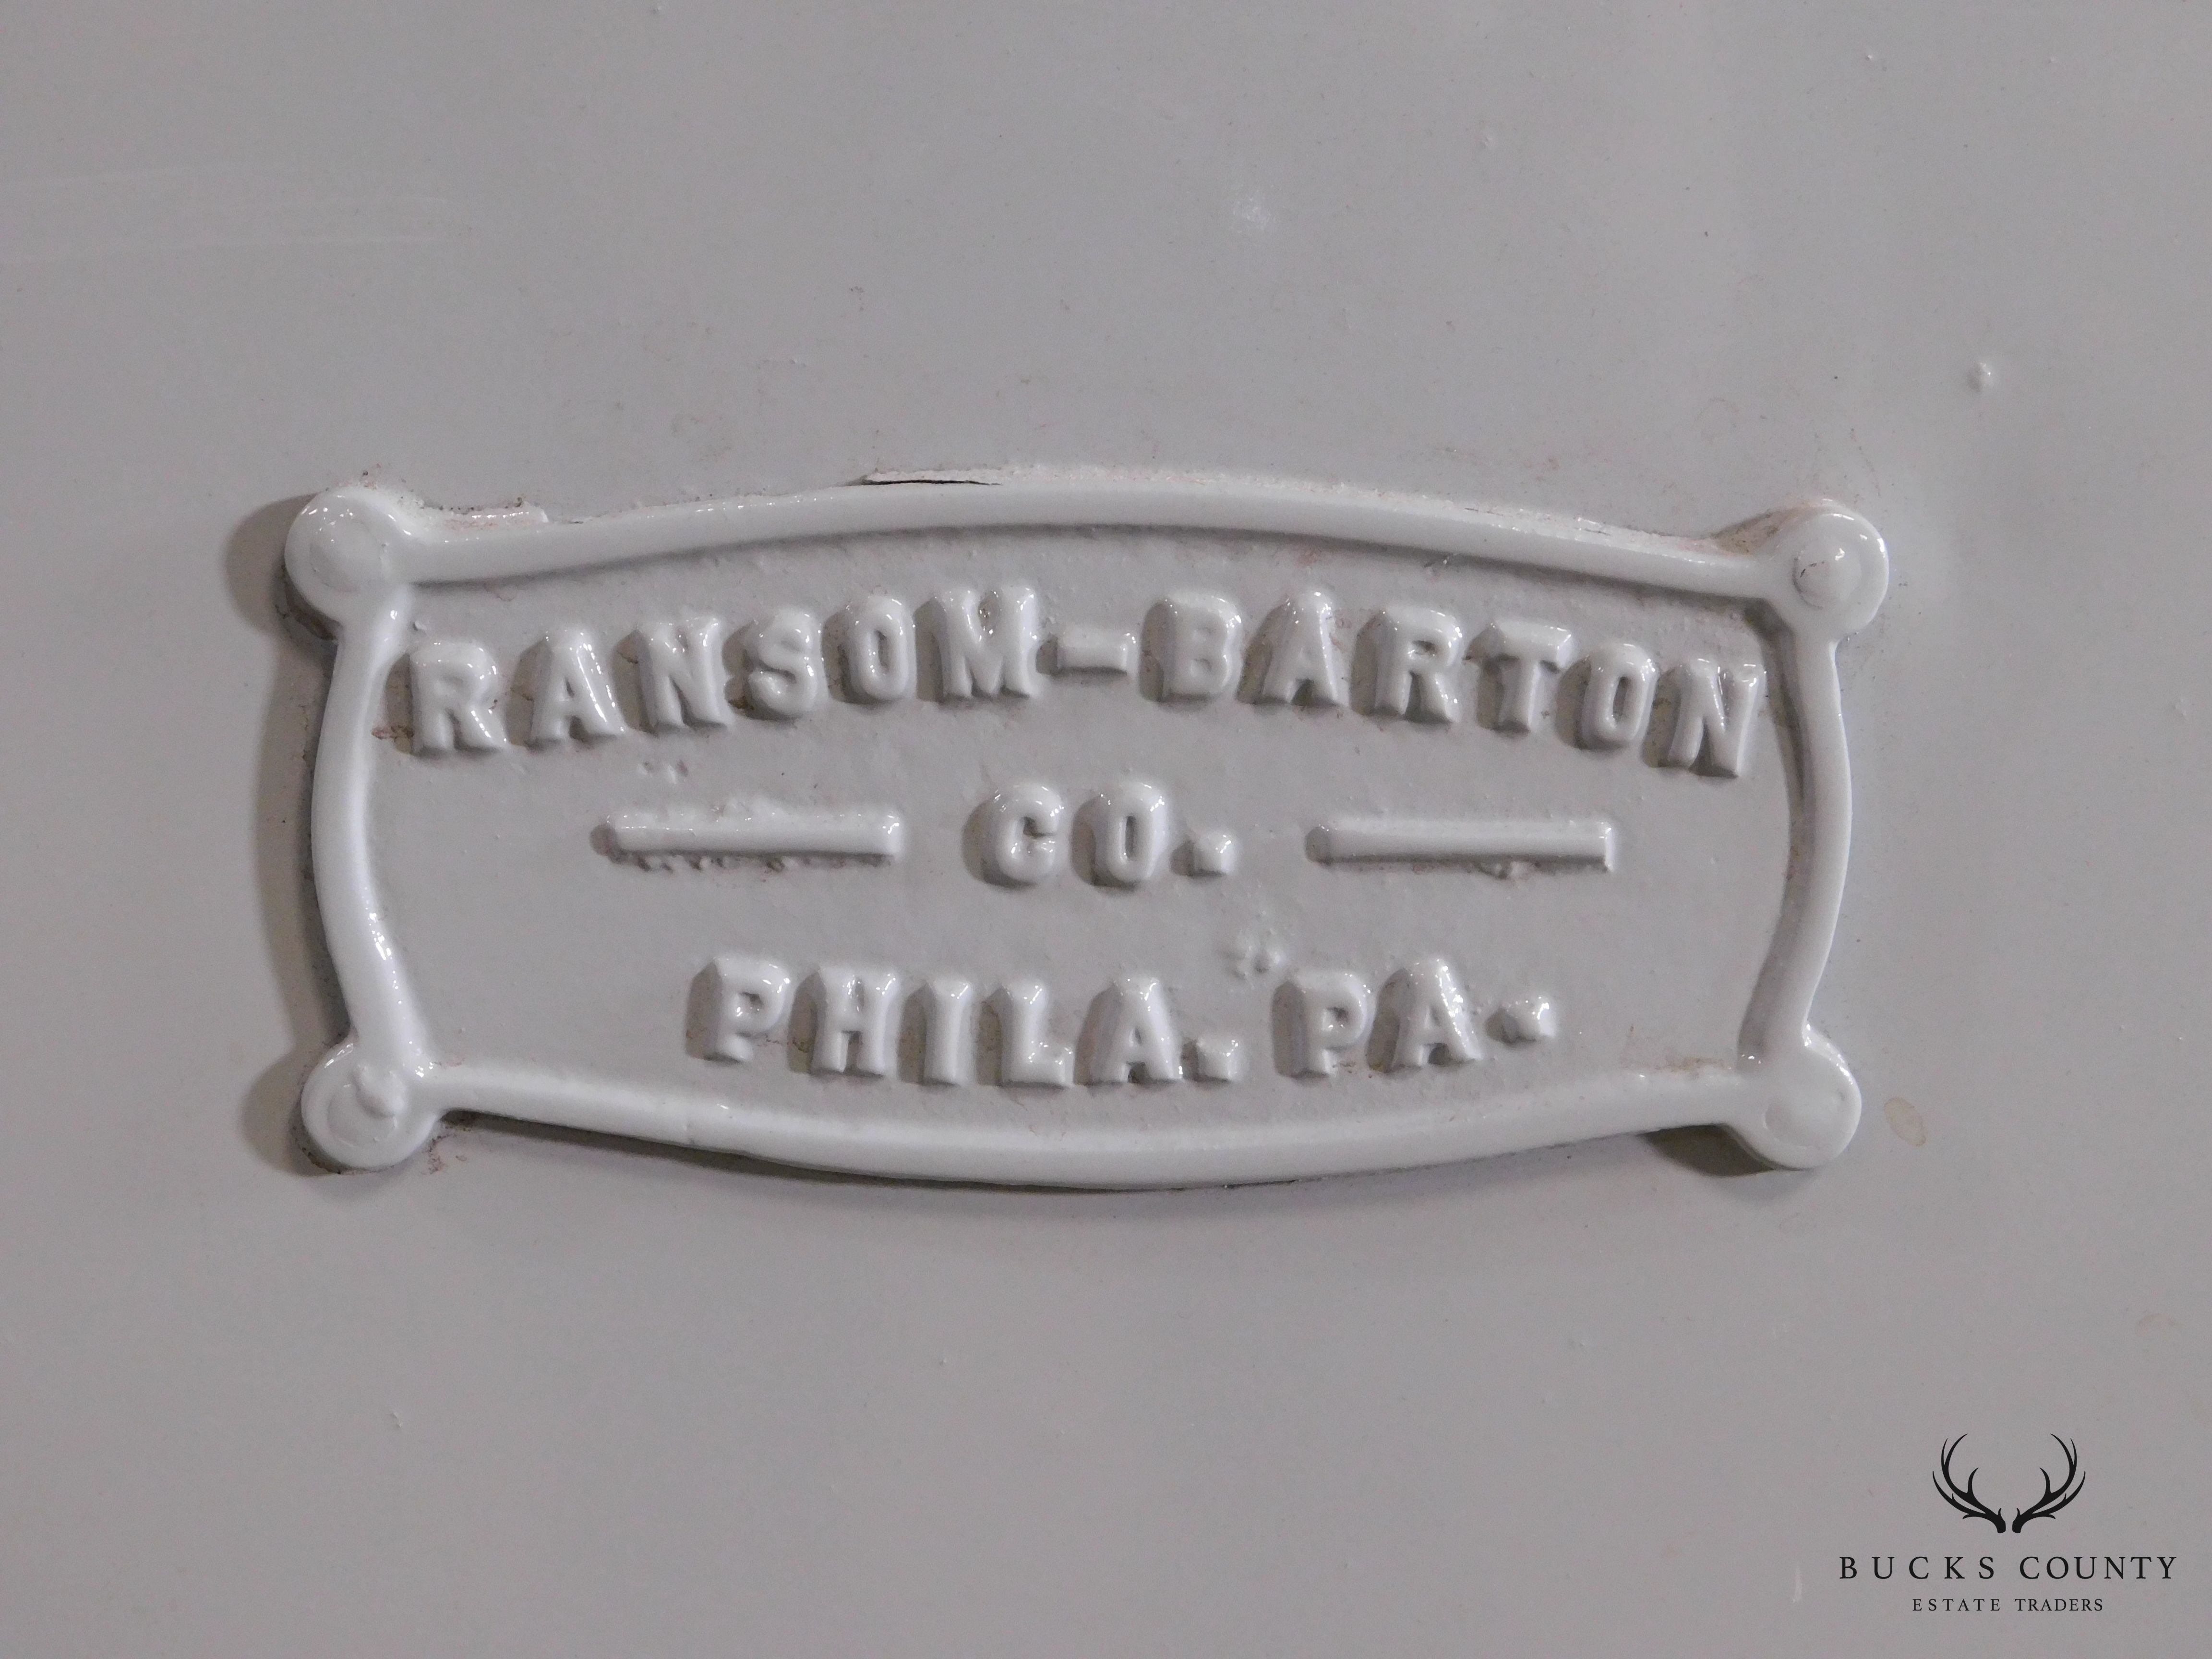 RANSOM-BARTON
CO.
PHILA. PA.
BUCKS COUNTY
ESTATE TRADERS